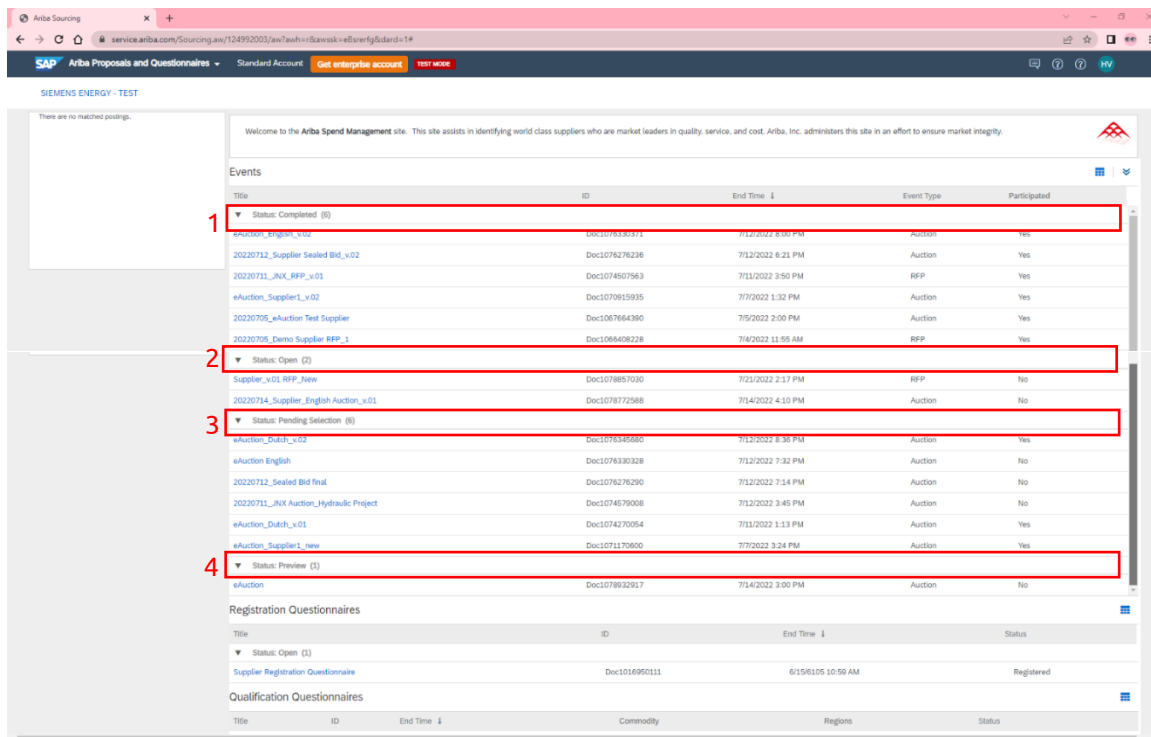 Ariba Sourcing
service.ariba.com/Sourcing.aw/124992003/aw?awh=r&awssk=eBsrerfg&dard=1#
SAP Ariba Proposals and Questionnaires Standard Account Get enterprise account TEST MODE HV
SIEMENS ENERGY - TEST
There are no matched postings.
Welcome to the Ariba Spend Management site. This site assists in identifying world class suppliers who are market leaders in quality, service, and cost. Ariba, Inc. administers this site in an effort to ensure market integrity.
Events
Title ID End Time ↓ Event Type Participated
1 ▼ Status: Completed (6)
eAuction_English_v.02 Doc1076330371 7/12/2022 8:00 PM Auction Yes
20220712_Supplier Sealed Bid_v.02 Doc1076276236 7/12/2022 6:21 PM Auction Yes
20220711_JNX_RFP_v.01 Doc1074507563 7/11/2022 3:50 PM RFP Yes
eAuction_Supplier1_v.02 Doc1070915935 7/7/2022 1:32 PM Auction Yes
20220705_eAuction Test Supplier Doc1067664390 7/5/2022 2:00 PM Auction Yes
20220705_Demo Supplier RFP_1 Doc1066408228 7/4/2022 11:55 AM RFP Yes
2 ▼ Status: Open (2)
Supplier_v.01 RFP_New Doc1078857030 7/21/2022 2:17 PM RFP No
20220714_Supplier_English Auction_v.01 Doc1078772588 7/14/2022 4:10 PM Auction No
3 ▼ Status: Pending Selection (6)
eAuction_Dutch_v.02 Doc1076345680 7/12/2022 8:36 PM Auction Yes
eAuction English Doc1076330328 7/12/2022 7:32 PM Auction No
20220712_Sealed Bid final Doc1076276290 7/12/2022 7:14 PM Auction No
20220711_JNX Auction_Hydraulic Project Doc1074579008 7/12/2022 3:45 PM Auction No
eAuction_Dutch_v.01 Doc1074270054 7/11/2022 1:13 PM Auction Yes
eAuction_Supplier1_new Doc1071170600 7/7/2022 3:24 PM Auction Yes
4 ▼ Status: Preview (1)
eAuction Doc1078932917 7/14/2022 3:00 PM Auction No
Registration Questionnaires
Title ID End Time ↓ Status
▼ Status: Open (1)
Supplier Registration Questionnaire Doc1016950111 6/15/6105 10:59 AM Registered
Qualification Questionnaires
Title ID End Time ↓ Commodity Regions Status